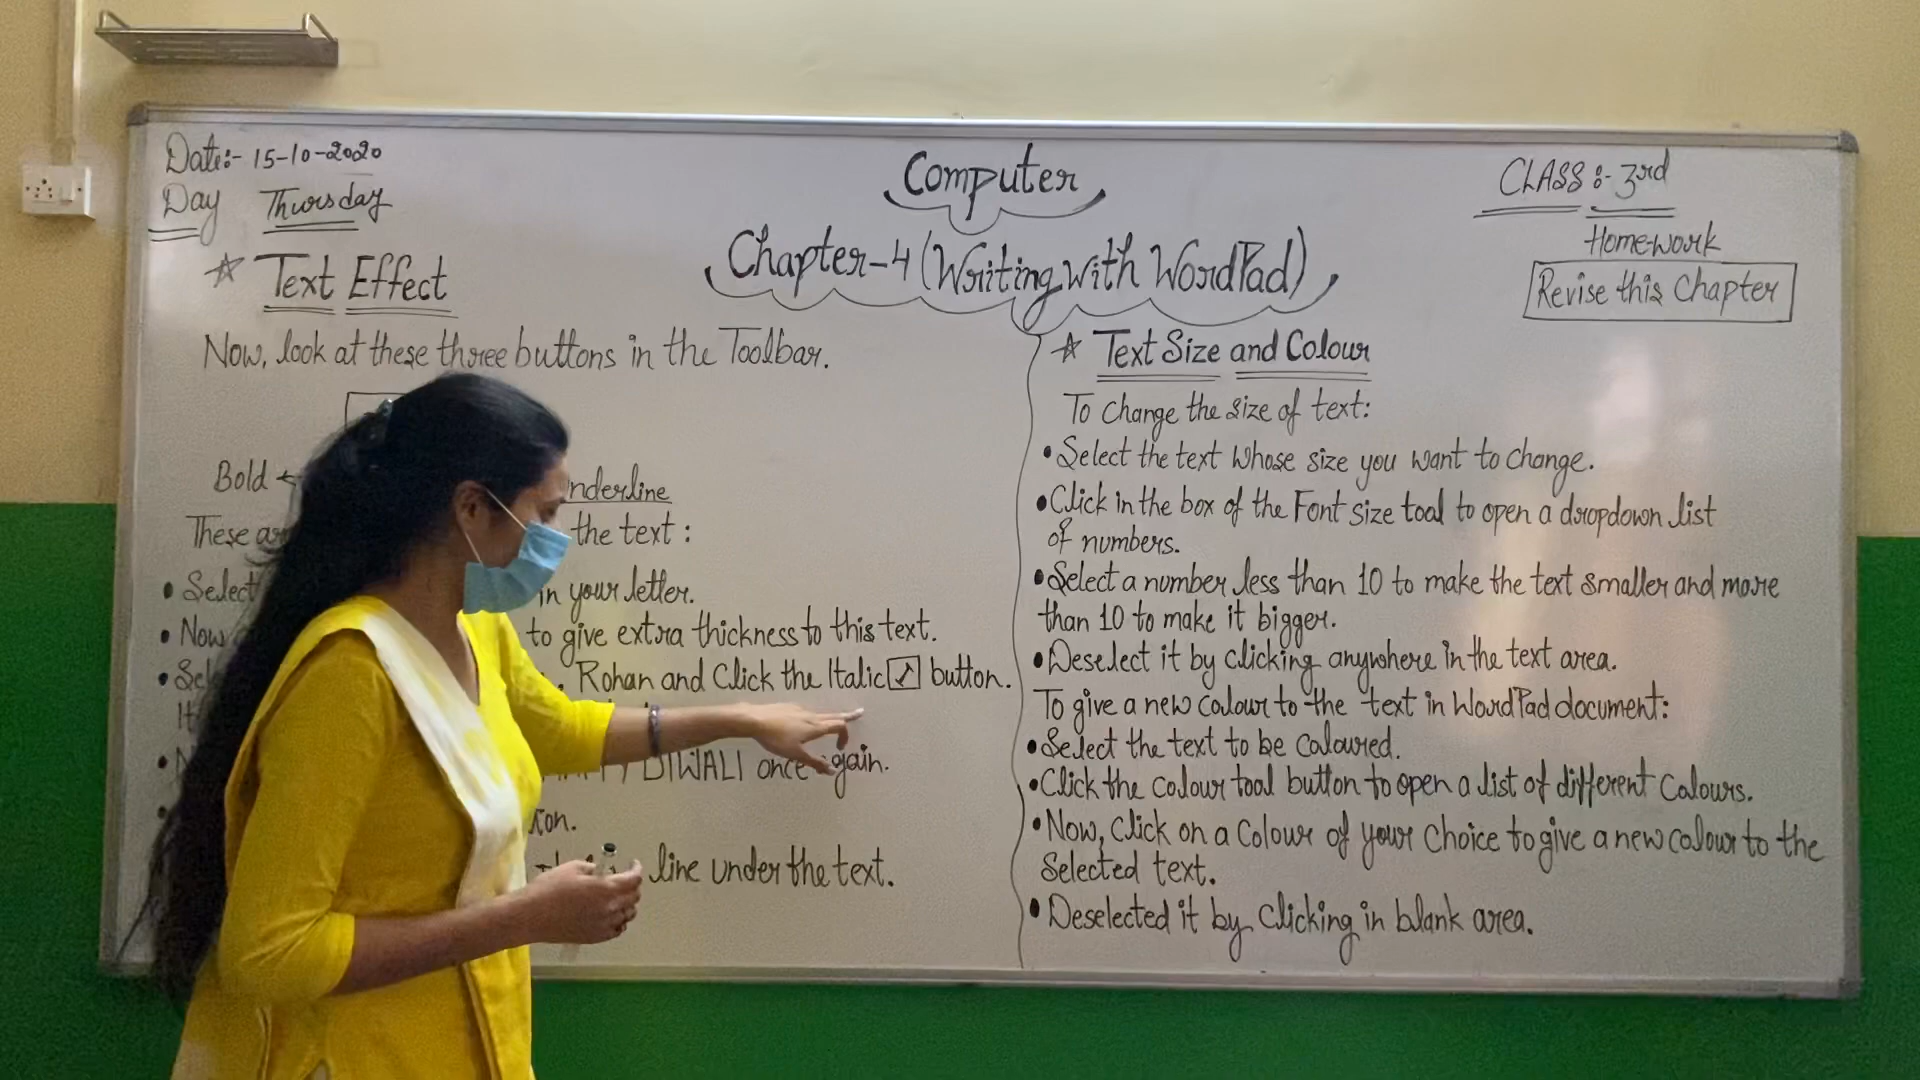 Date:- 15-10-2020
Day Thursday
Computer
CLASS :- 3rd
Chapter-4 (Writing with WordPad)
Homework
Revise this Chapter
☆ Text Effect
Now, look at these three buttons in the Toolbar.
Bold ← nderline
These the text :
• Select in your letter.
• Now to give extra thickness to this text.
• Rohan and Click the Italic I button.
• DIWALI once again.
•
line under the text.
☆ Text Size and Colour
To change the size of text:
• Select the text whose size you want to change.
• Click in the box of the Font size tool to open a dropdown list
of numbers.
• Select a number less than 10 to make the text smaller and more
than 10 to make it bigger.
• Deselect it by clicking anywhere in the text area.
To give a new colour to the text in WordPad document:
• Select the text to be coloured.
• Click the colour tool button to open a list of different colours.
• Now, click on a colour of your choice to give a new colour to the
selected text.
• Deselected it by clicking in blank area.